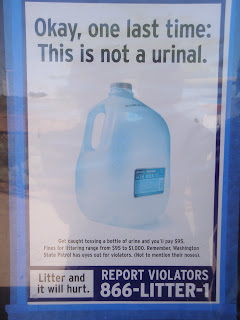 Okay, one last time:
This is not a urinal.
Get caught tossing a bottle of urine and you'll pay $95.
Fines for littering range from $95 to $1,000. Remember, Washington
State Patrol has eyes out for violators. (Not to mention their noses).
Litter and
it will hurt.
REPORT VIOLATORS
866-LITTER-1